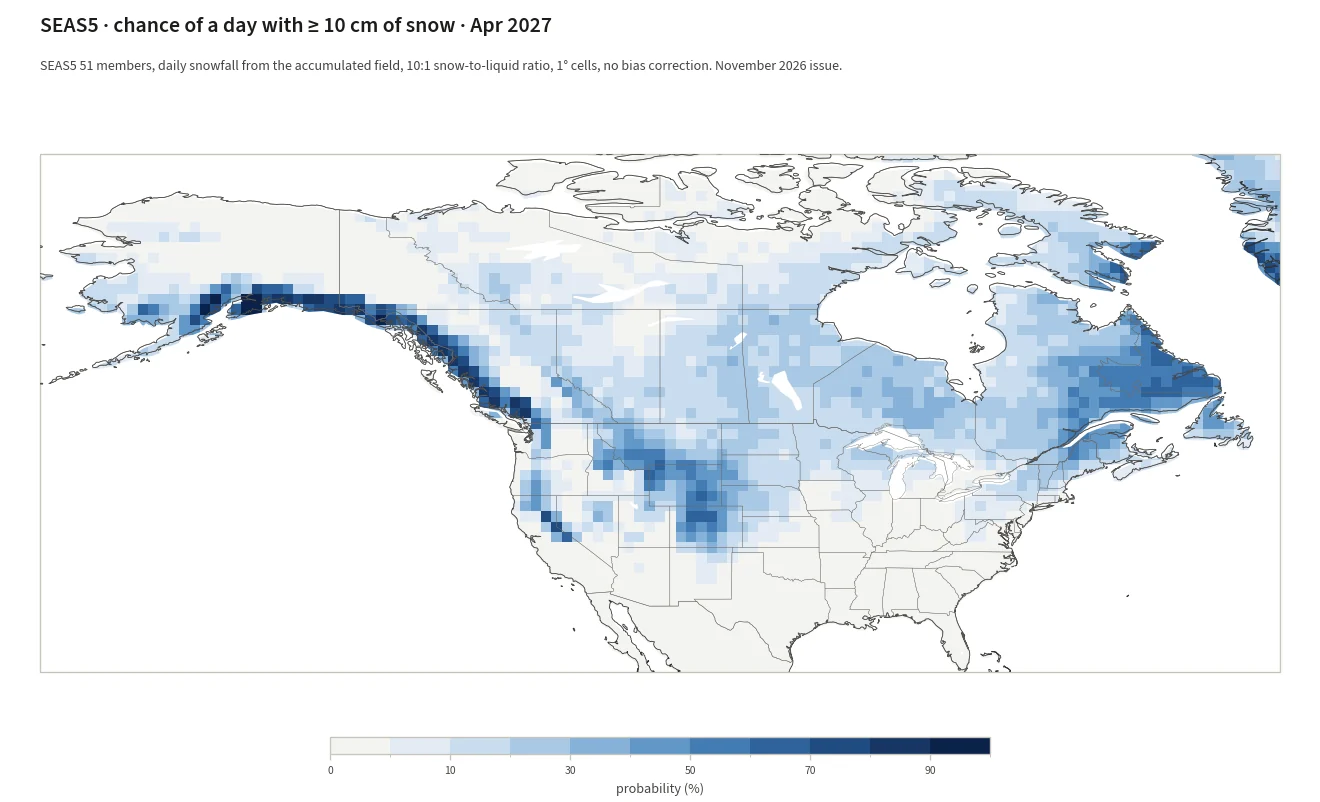 SEAS5 · chance of a day with ≥ 10 cm of snow · Apr 2027
SEAS5 51 members, daily snowfall from the accumulated field, 10:1 snow-to-liquid ratio, 1° cells, no bias correction. November 2026 issue.
0 10 30 50 70 90
probability (%)